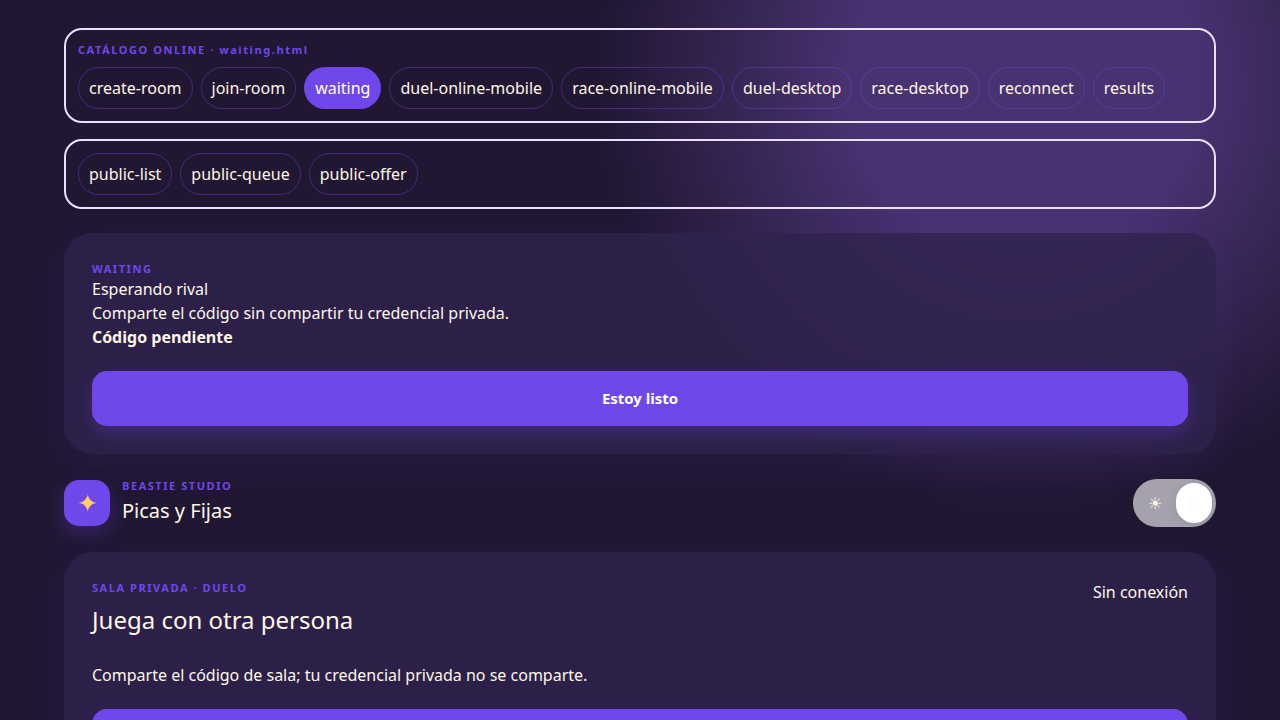 CATÁLOGO ONLINE · waiting.html
create-room join-room waiting duel-online-mobile race-online-mobile duel-desktop race-desktop reconnect results
public-list public-queue public-offer
WAITING
Esperando rival
Comparte el código sin compartir tu credencial privada.
Código pendiente
Estoy listo
BEASTIE STUDIO
Picas y Fijas
SALA PRIVADA · DUELO
Sin conexión
Juega con otra persona
Comparte el código de sala; tu credencial privada no se comparte.